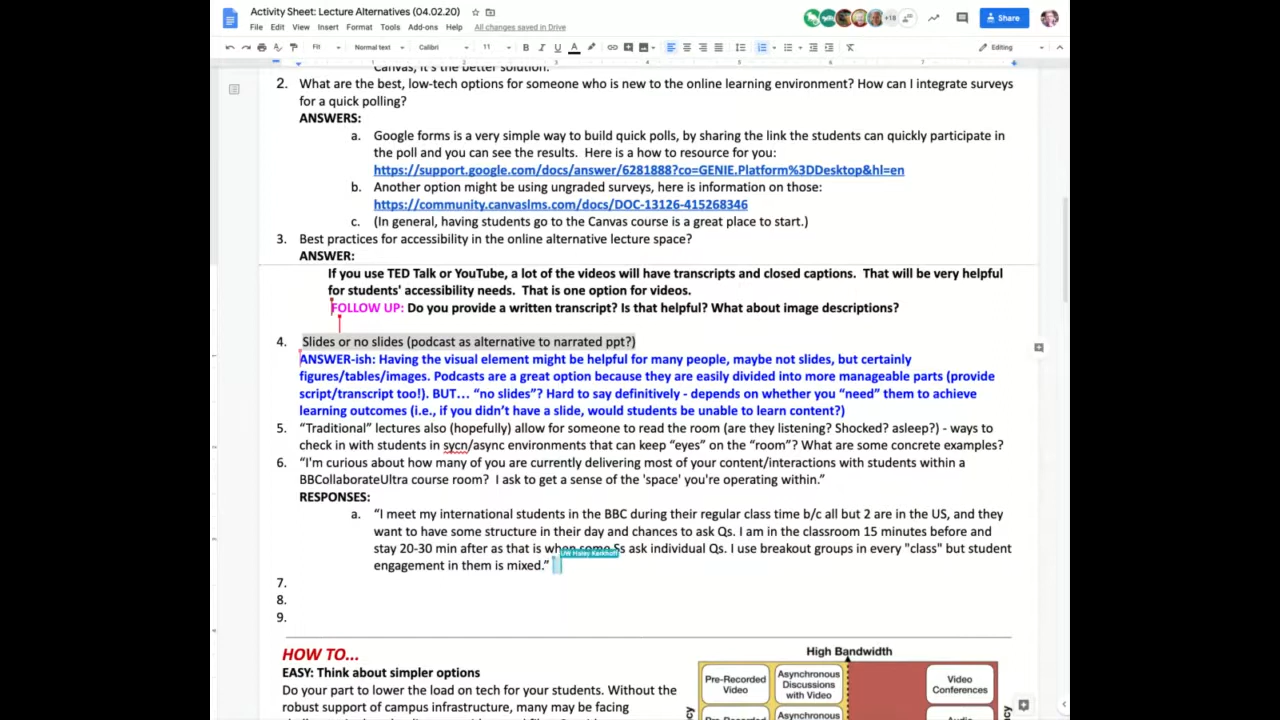 Activity Sheet: Lecture Alternatives (04.02.20)
+18
Share
File Edit View Insert Format Tools Add-ons Help All changes saved in Drive
Fit Normal text Calibri 11 B I U A Editing
1 2 3 4 5 6 7
Canvas, it's the better solution.
2. What are the best, low-tech options for someone who is new to the online learning environment? How can I integrate surveys
for a quick polling?
ANSWERS:
a. Google forms is a very simple way to build quick polls, by sharing the link the students can quickly participate in
the poll and you can see the results. Here is a how to resource for you:
https://support.google.com/docs/answer/6281888?co=GENIE.Platform%3DDesktop&hl=en
b. Another option might be using ungraded surveys, here is information on those:
https://community.canvaslms.com/docs/DOC-13126-415268346
c. (In general, having students go to the Canvas course is a great place to start.)
3. Best practices for accessibility in the online alternative lecture space?
ANSWER:
If you use TED Talk or YouTube, a lot of the videos will have transcripts and closed captions. That will be very helpful
for students' accessibility needs. That is one option for videos.
FOLLOW UP: Do you provide a written transcript? Is that helpful? What about image descriptions?
4. Slides or no slides (podcast as alternative to narrated ppt?)
ANSWER-ish: Having the visual element might be helpful for many people, maybe not slides, but certainly
figures/tables/images. Podcasts are a great option because they are easily divided into more manageable parts (provide
script/transcript too!). BUT… “no slides”? Hard to say definitively - depends on whether you “need” them to achieve
learning outcomes (i.e., if you didn’t have a slide, would students be unable to learn content?)
5. “Traditional” lectures also (hopefully) allow for someone to read the room (are they listening? Shocked? asleep?) - ways to
check in with students in sycn/async environments that can keep “eyes” on the “room”? What are some concrete examples?
6. “I'm curious about how many of you are currently delivering most of your content/interactions with students within a
BBCollaborateUltra course room? I ask to get a sense of the 'space' you're operating within.”
RESPONSES:
a. “I meet my international students in the BBC during their regular class time b/c all but 2 are in the US, and they
want to have some structure in their day and chances to ask Qs. I am in the classroom 15 minutes before and
stay 20-30 min after as that is when some Ss ask individual Qs. I use breakout groups in every "class" but student
UW Haley Kerkhoff
engagement in them is mixed.”
7.
8.
9.
HOW TO...
EASY: Think about simpler options
Do your part to lower the load on tech for your students. Without the
robust support of campus infrastructure, many may be facing
High Bandwidth
Pre-Recorded
Video
Asynchronous
Discussions
with Video
Video
Conferences
Asynchronous